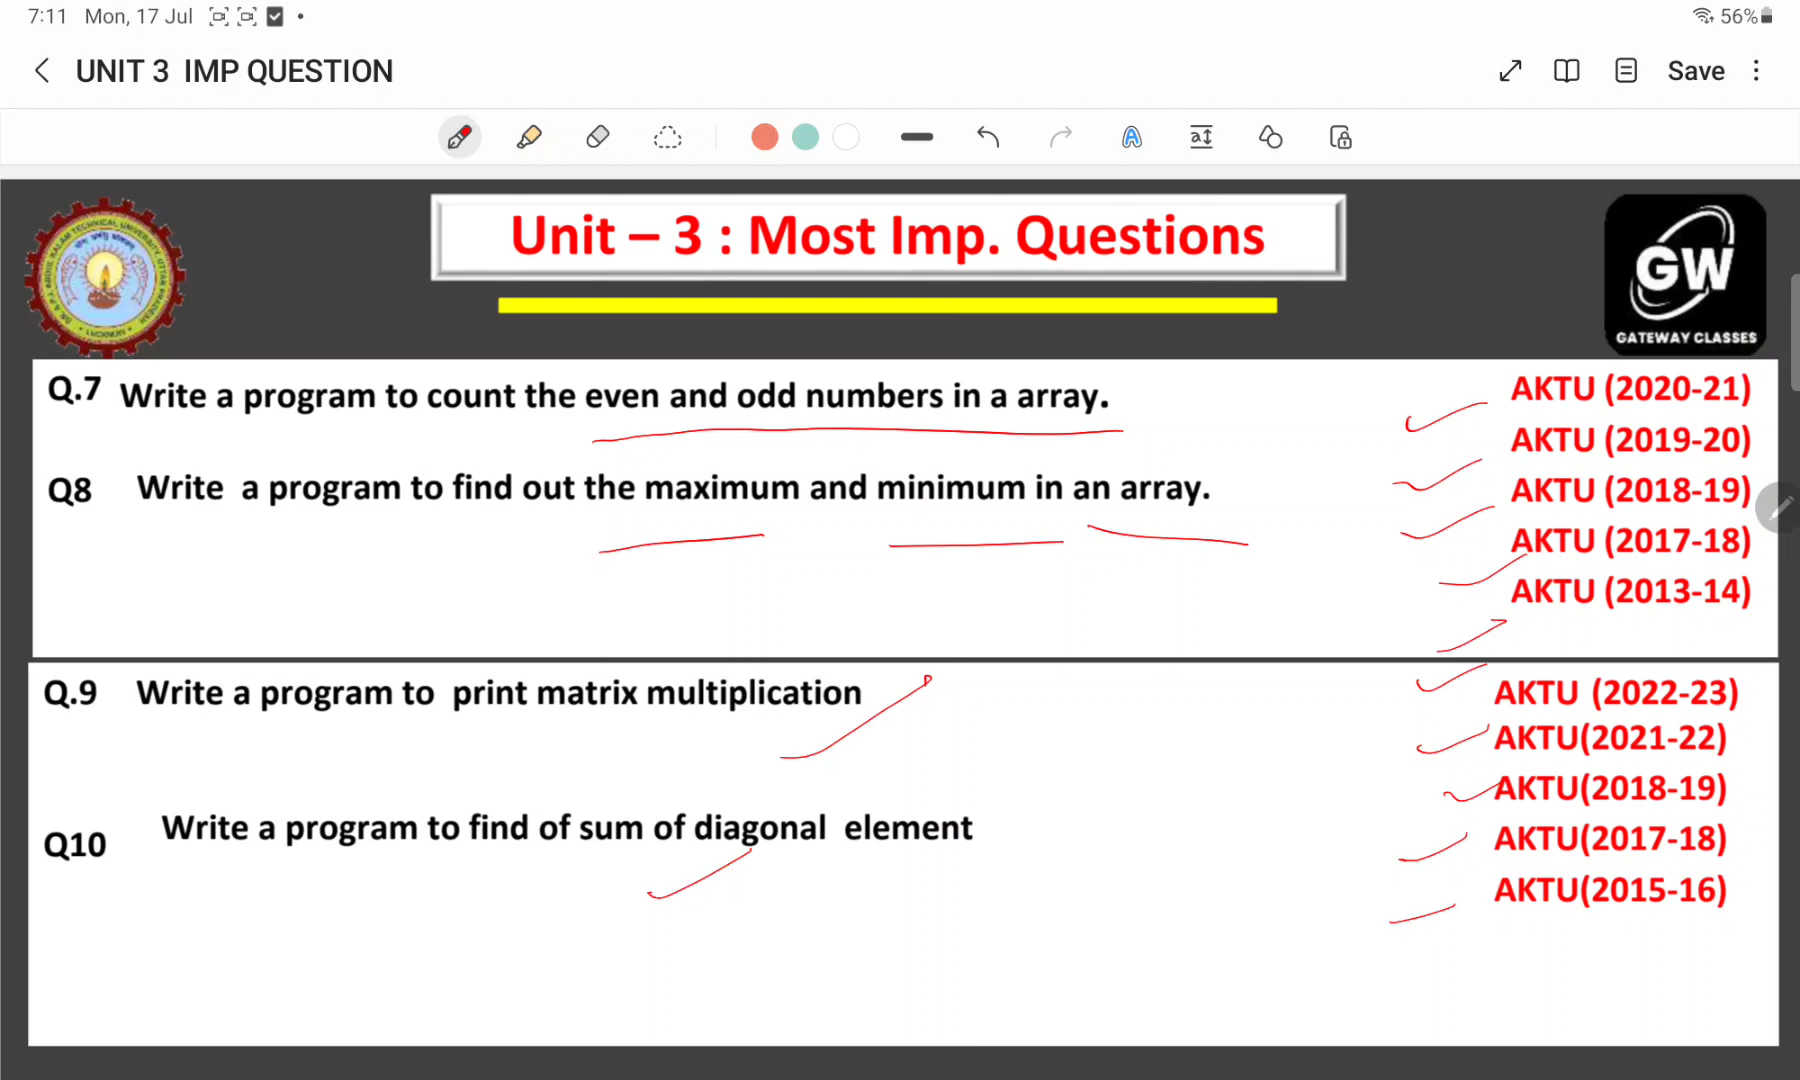 7:11 Mon, 17 Jul
56%
UNIT 3 IMP QUESTION
Save
Unit – 3 : Most Imp. Questions
GW
GATEWAY CLASSES
Q.7 Write a program to count the even and odd numbers in a array.
AKTU (2020-21)
AKTU (2019-20)
Q8 Write a program to find out the maximum and minimum in an array.
AKTU (2018-19)
AKTU (2017-18)
AKTU (2013-14)
Q.9 Write a program to print matrix multiplication
AKTU (2022-23)
AKTU(2021-22)
AKTU(2018-19)
Q10 Write a program to find of sum of diagonal element
AKTU(2017-18)
AKTU(2015-16)